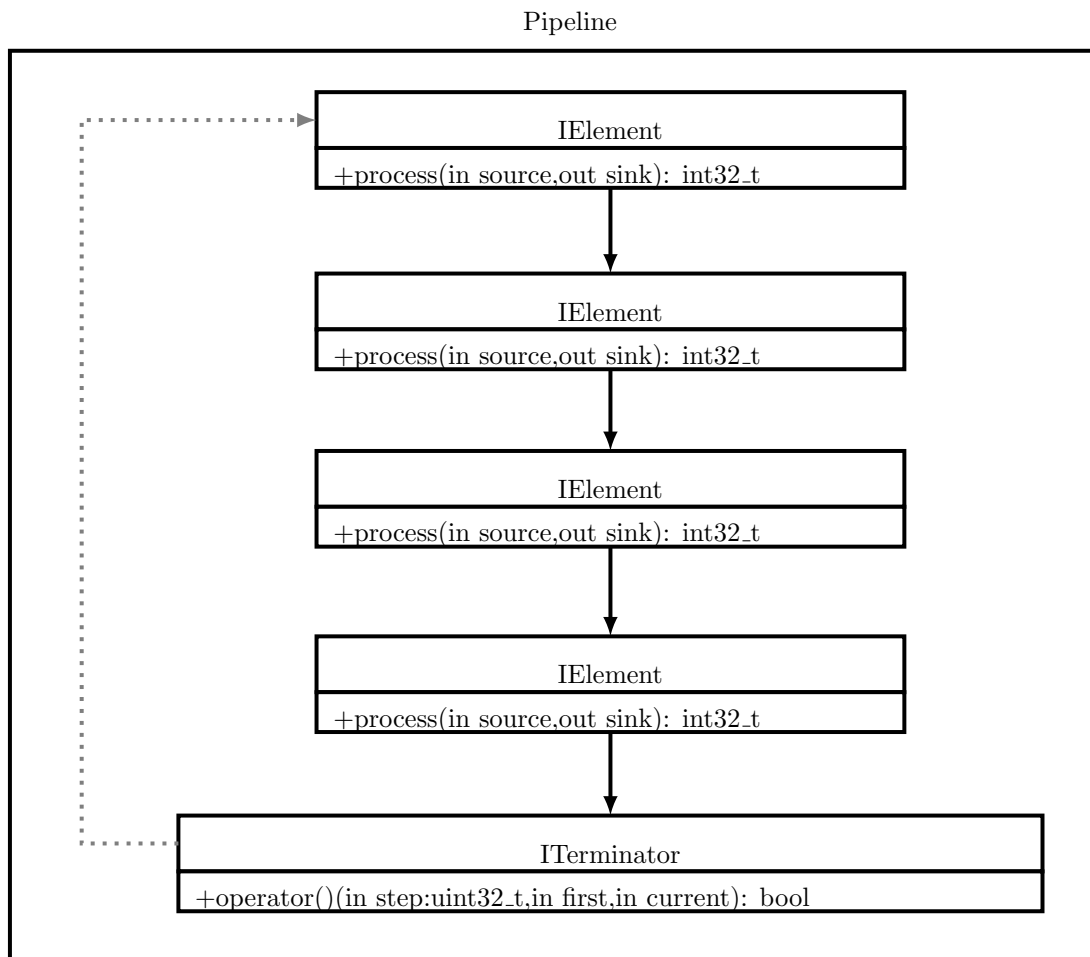 Pipeline
IElement
+process(in source,out sink): int32_t
IElement
+process(in source,out sink): int32_t
IElement
+process(in source,out sink): int32_t
IElement
+process(in source,out sink): int32_t
ITerminator
+operator()(in step:uint32_t,in first,in current): bool